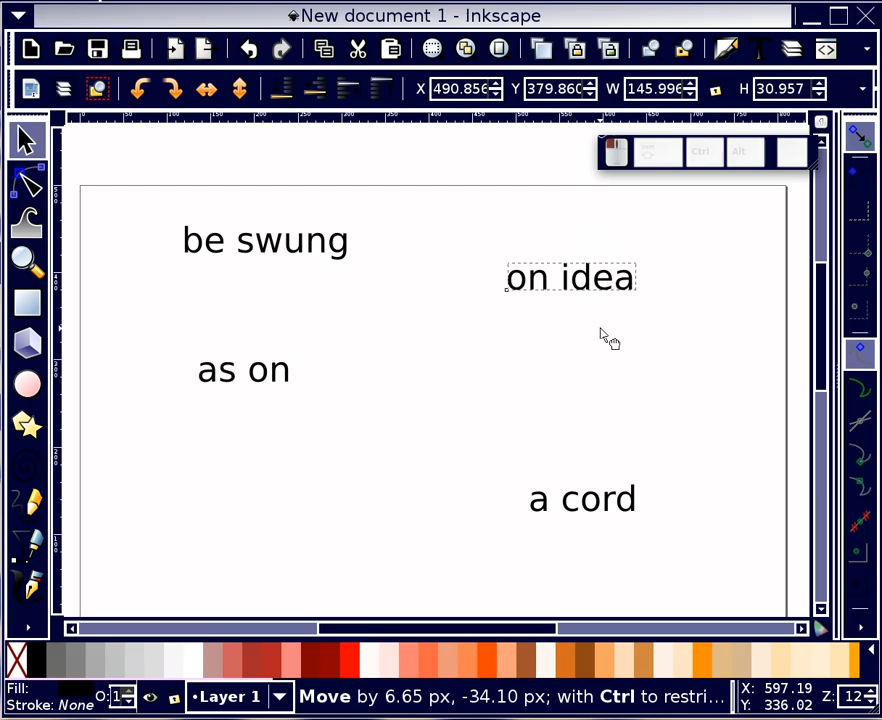 New document 1 - Inkscape
X 490.856 Y 379.860 W 145.996 H 30.957
Ctrl Alt
be swung
on idea
as on
a cord
Fill:
Stroke: None
O: 1
•Layer 1
Move by 6.65 px, -34.10 px; with Ctrl to restri...
X: 597.19
Y: 336.02
Z: 12